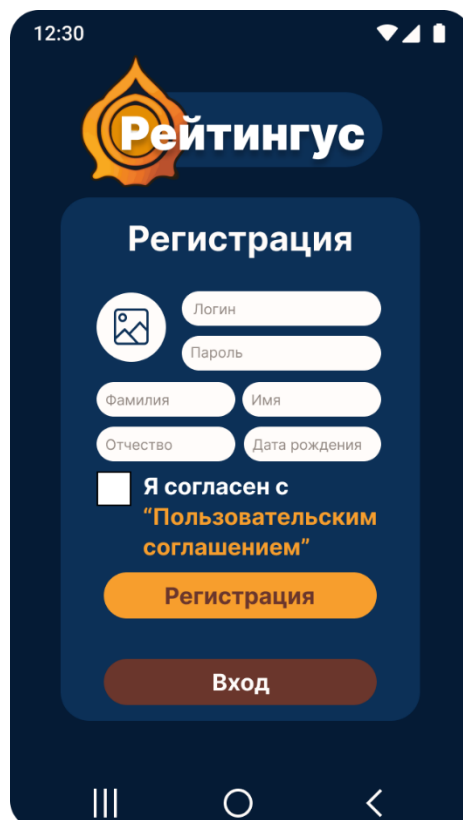 12:30
Рейтингус
Регистрация
Логин
Пароль
Фамилия
Имя
Отчество
Дата рождения
Я согласен с
“Пользовательским
соглашением”
Регистрация
Вход